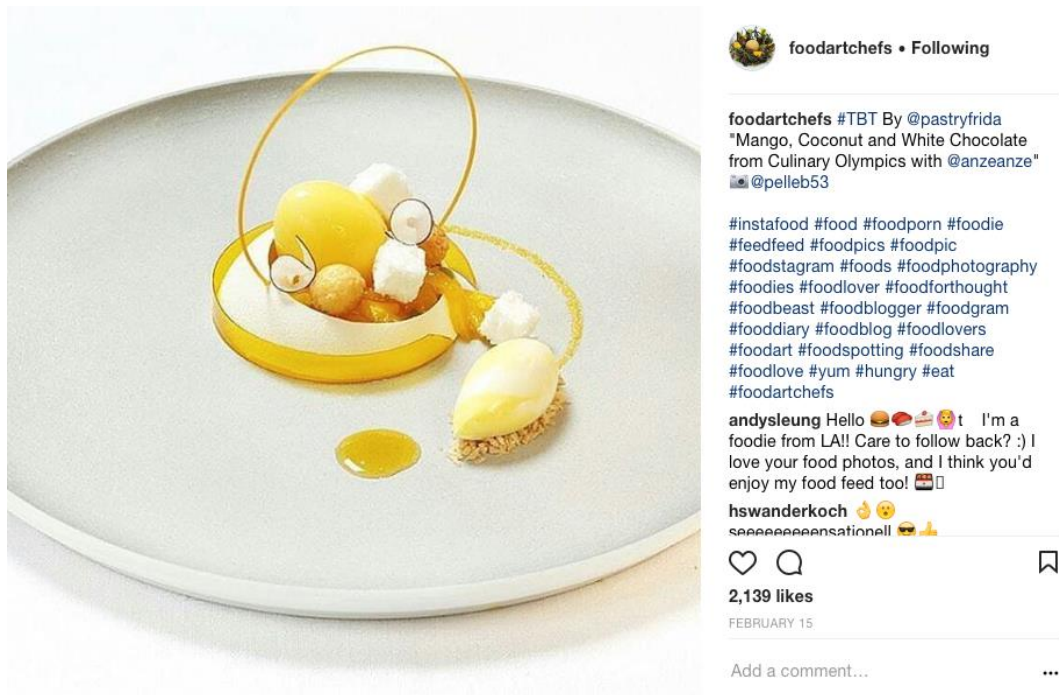 foodartchefs • Following
foodartchefs #TBT By @pastryfrida
"Mango, Coconut and White Chocolate
from Culinary Olympics with @anzeanze"
📷@pelleb53
#instafood #food #foodporn #foodie
#feedfeed #foodpics #foodpic
#foodstagram #foods #foodphotography
#foodies #foodlover #foodforthought
#foodbeast #foodblogger #foodgram
#fooddiary #foodblog #foodlovers
#foodart #foodspotting #foodshare
#foodlove #yum #hungry #eat
#foodartchefs
andysleung Hello 🍔🍣🍰🙆t I'm a
foodie from LA!! Care to follow back? :) I
love your food photos, and I think you'd
enjoy my food feed too! 🍱
hswanderkoch 👌😮
seeeeeeeeensationell 😎👍
2,139 likes
FEBRUARY 15
Add a comment…